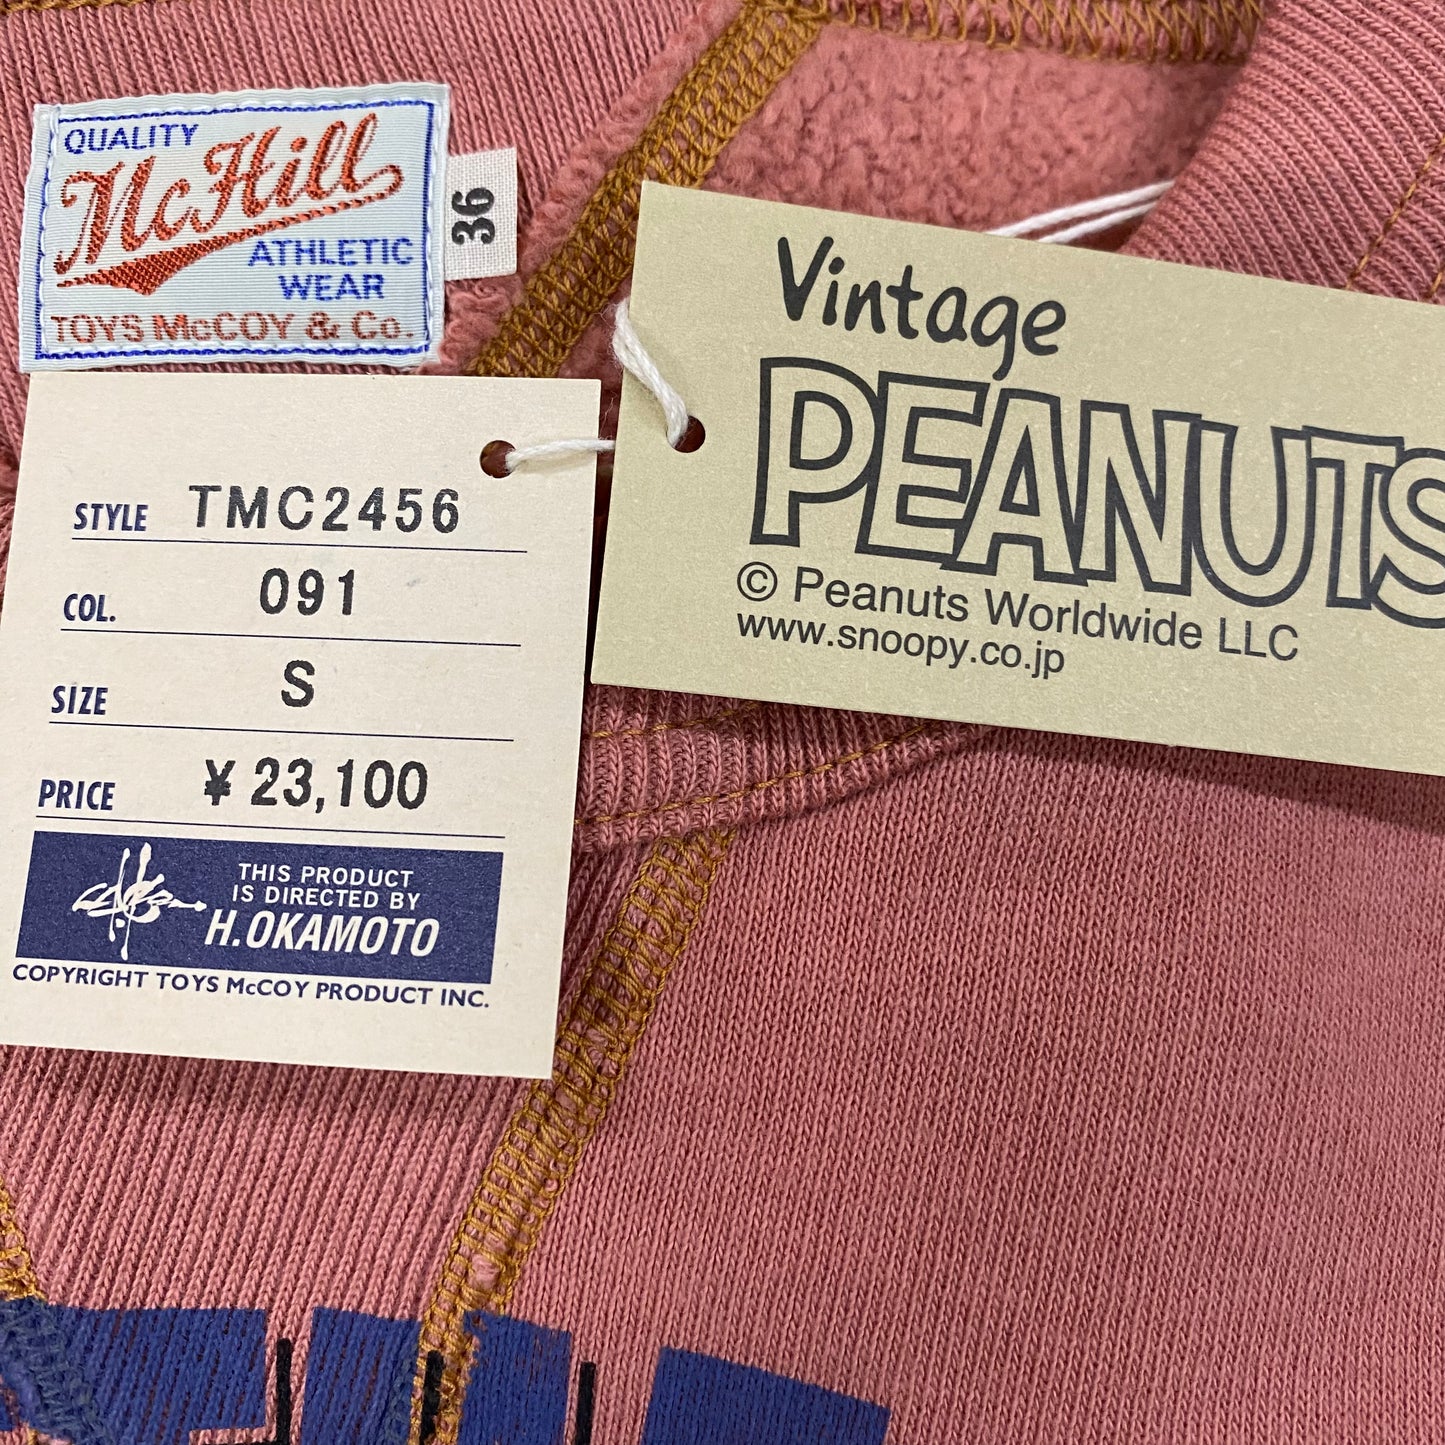 QUALITY
McHill
ATHLETIC
WEAR
TOYS McCOY & Co.
36
STYLE TMC2456
COL. 091
SIZE S
PRICE ¥23,100
THIS PRODUCT
IS DIRECTED BY
H.OKAMOTO
COPYRIGHT TOYS McCOY PRODUCT INC.
Vintage
PEANUTS
© Peanuts Worldwide LLC
www.snoopy.co.jp